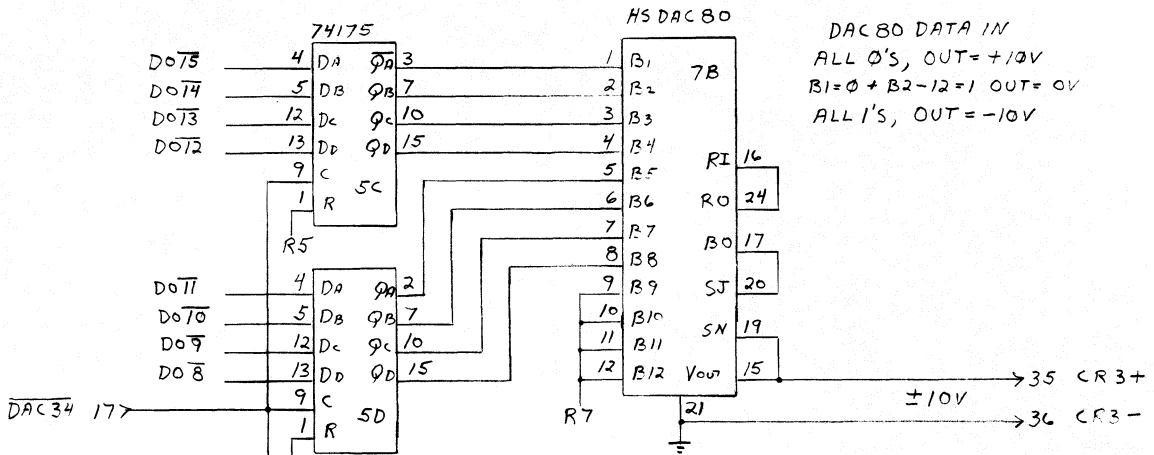 74175
HSDAC80
DAC80 DATA IN
ALL Ø'S, OUT=+1ØV
B1=Ø + B2-12=1 OUT=0V
ALL 1'S, OUT=-10V
DO15 4 DA QA 3 1 B1 7B
DO14 5 DB QB 7 2 B2
DO13 12 DC QC 10 3 B3
DO12 13 DD QD 15 4 B4
9 C 5C 5 B5 RI 16
1 R 6 B6 RO 24
R5 7 B7 BO 17
8 B8
DO11 4 DA QA 2 9 B9 SJ 20
DO10 5 DB QB 7 10 B10 SN 19
DO9 12 DC QC 10 11 B11
DO8 13 DD QD 15 12 B12 VOUT 15 35 CR3+
±10V
DAC34 17 9 C 5D R7 21 36 CR3-
1 R